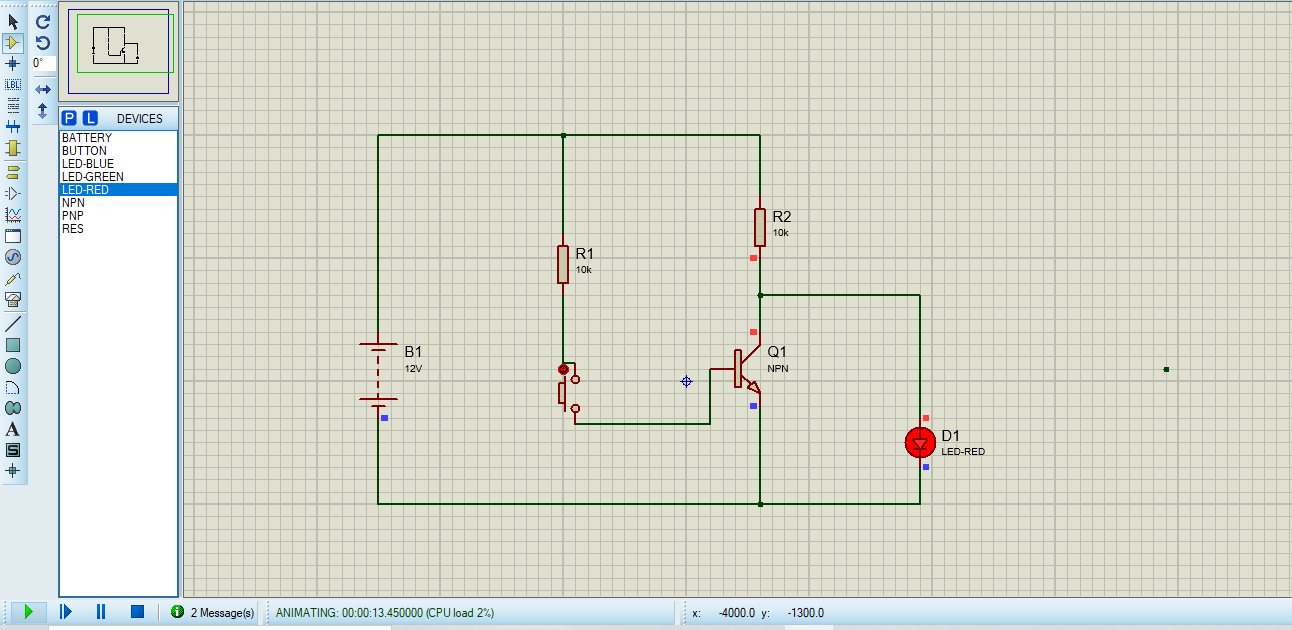 0°
LBL
P L DEVICES
BATTERY
BUTTON
LED-BLUE
LED-GREEN
LED-RED
NPN
PNP
RES
R2
10k
R1
10k
B1
12V
Q1
NPN
D1
LED-RED
A
S
2 Message(s)
ANIMATING: 00:00:13.450000 (CPU load 2%)
x: -4000.0 y: -1300.0